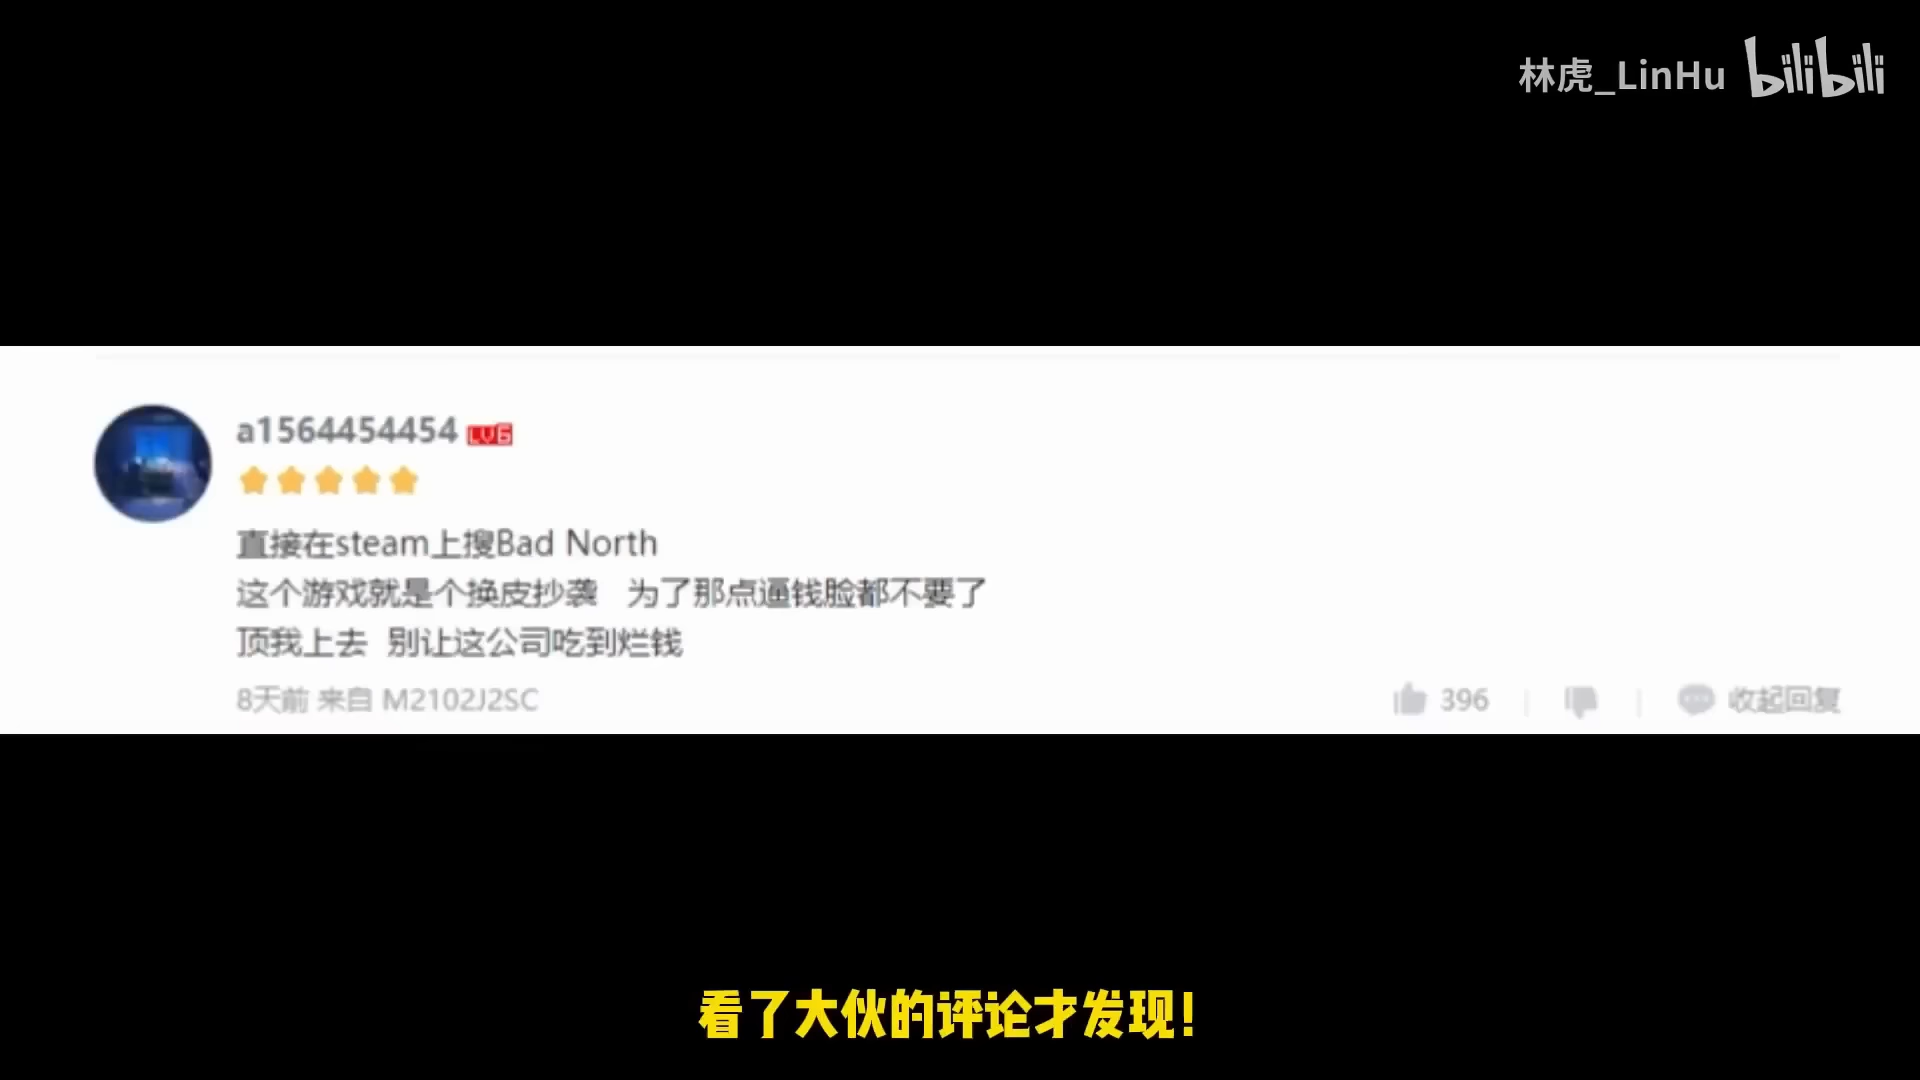 林虎_LinHu bilibili
a1564454454 LV6
直接在steam上搜Bad North
这个游戏就是个换皮抄袭 为了那点逼钱脸都不要了
顶我上去 别让这公司吃到烂钱
8天前 来自 M2102J2SC
396
收起回复
看了大伙的评论才发现!